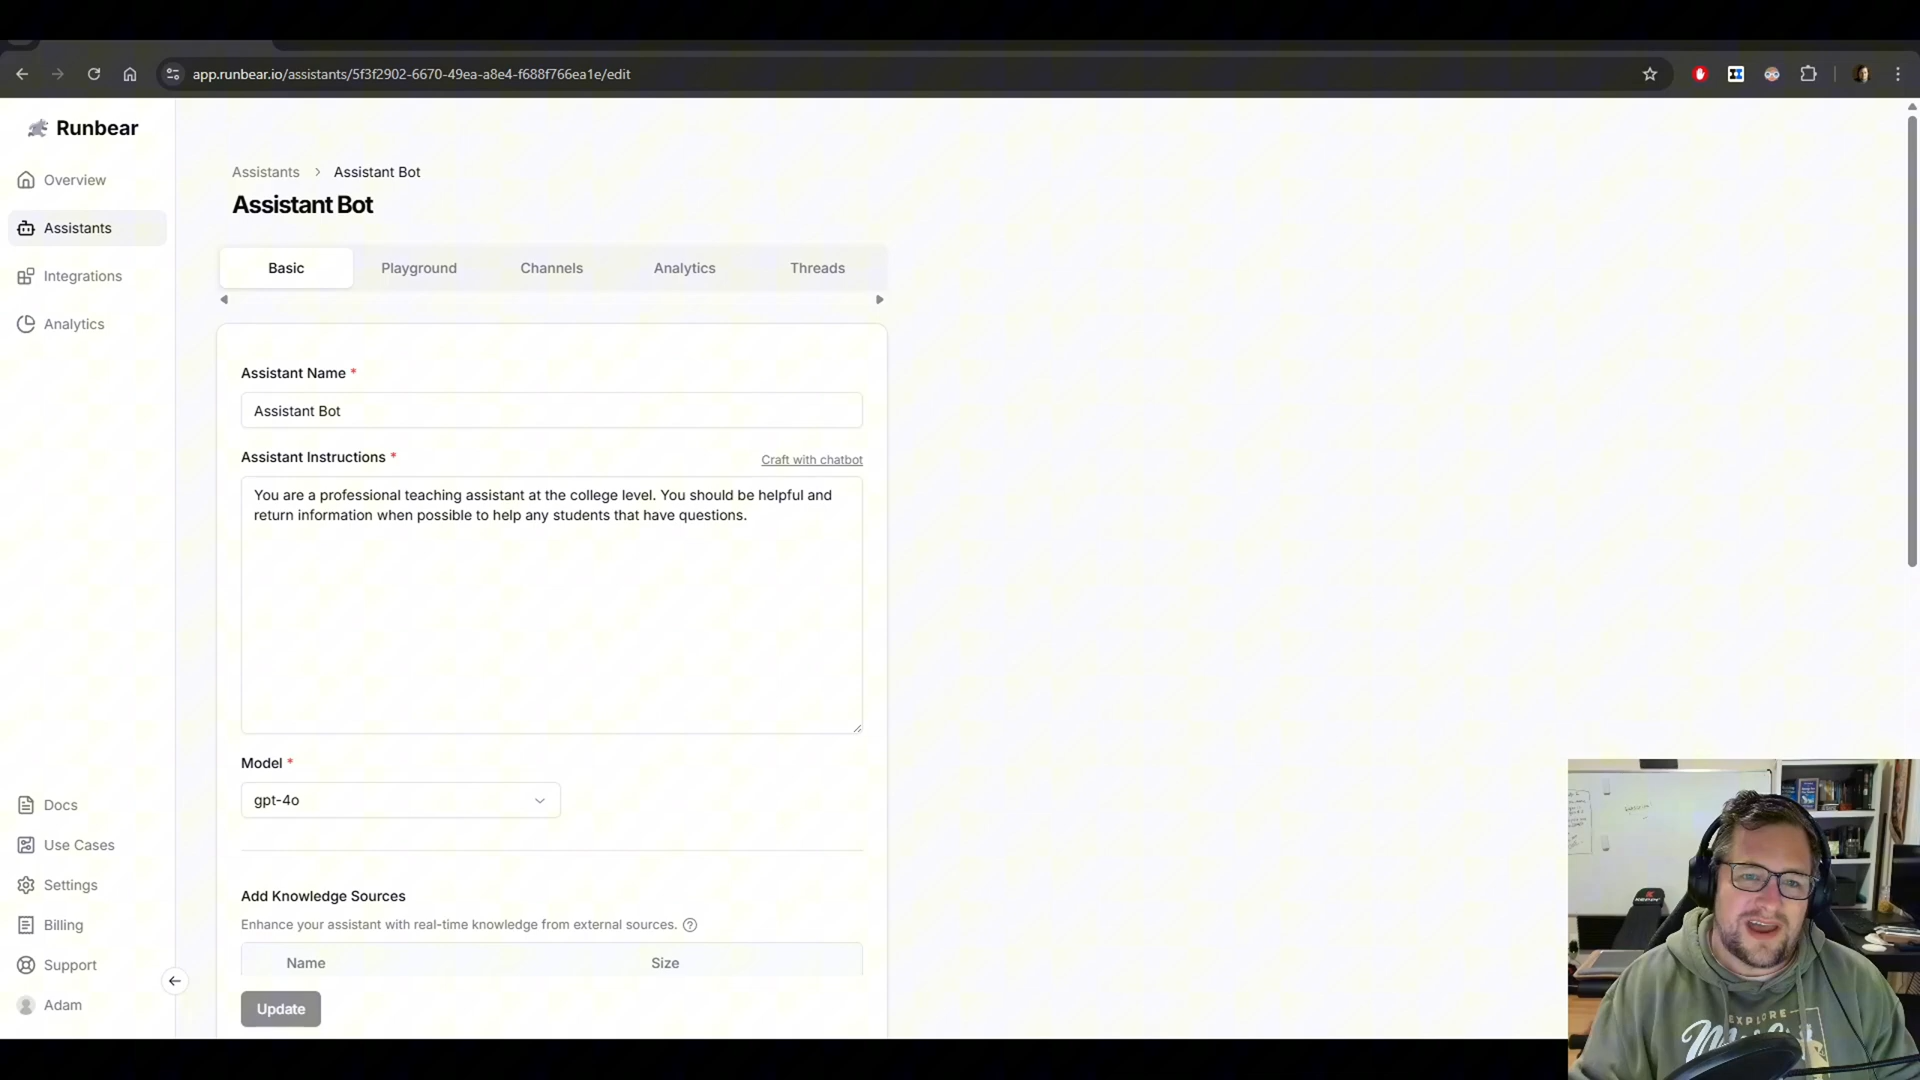 app.runbear.io/assistants/5f3f2902-6670-49ea-a8e4-f688f766ea1e/edit
Runbear
Overview
Assistants
Integrations
Analytics
Docs
Use Cases
Settings
Billing
Support
Adam
Assistants > Assistant Bot
Assistant Bot
Basic
Playground
Channels
Analytics
Threads
Assistant Name *
Assistant Bot
Assistant Instructions *
Craft with chatbot
You are a professional teaching assistant at the college level. You should be helpful and
return information when possible to help any students that have questions.
Model *
gpt-4o
Add Knowledge Sources
Enhance your assistant with real-time knowledge from external sources.
Name
Size
Update
EXPLORE